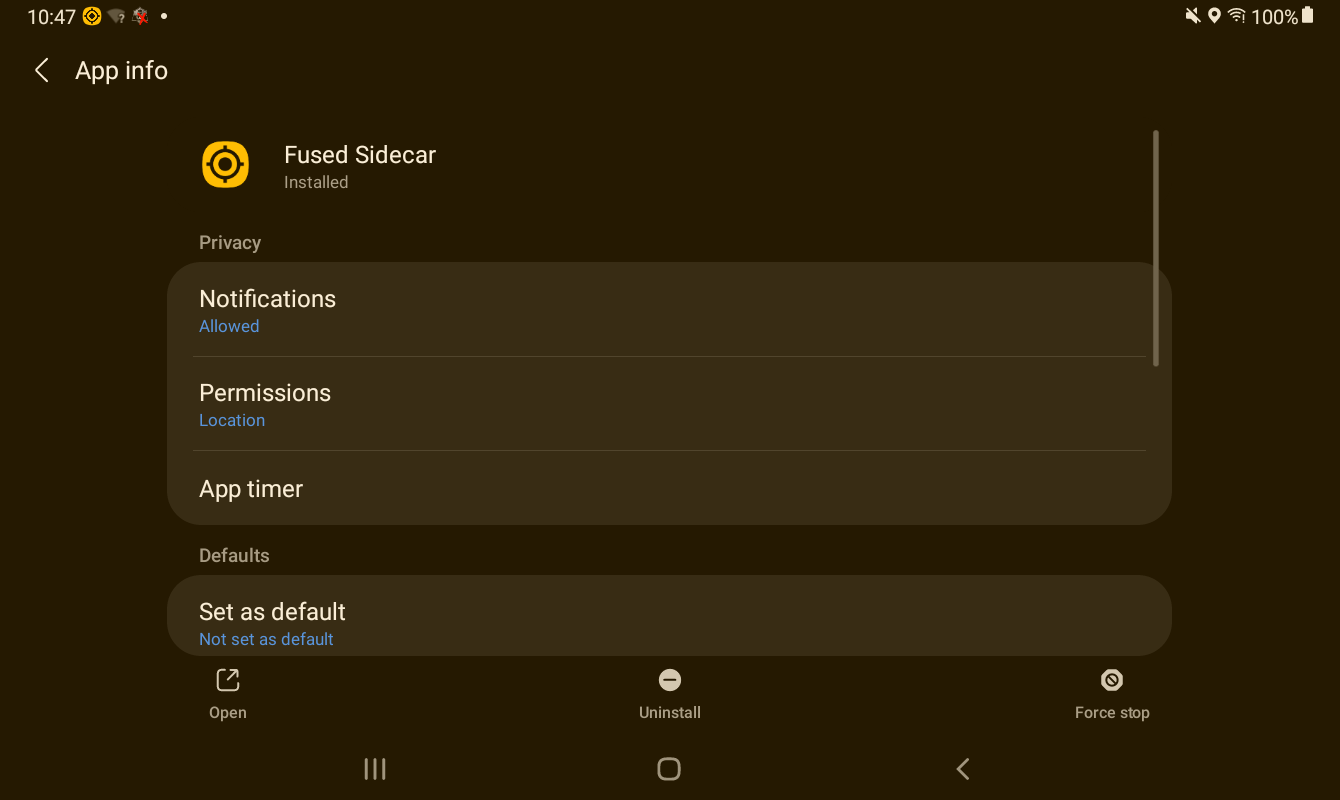 10:47
100%
App info
Fused Sidecar
Installed
Privacy
Notifications
Allowed
Permissions
Location
App timer
Defaults
Set as default
Not set as default
Open
Uninstall
Force stop